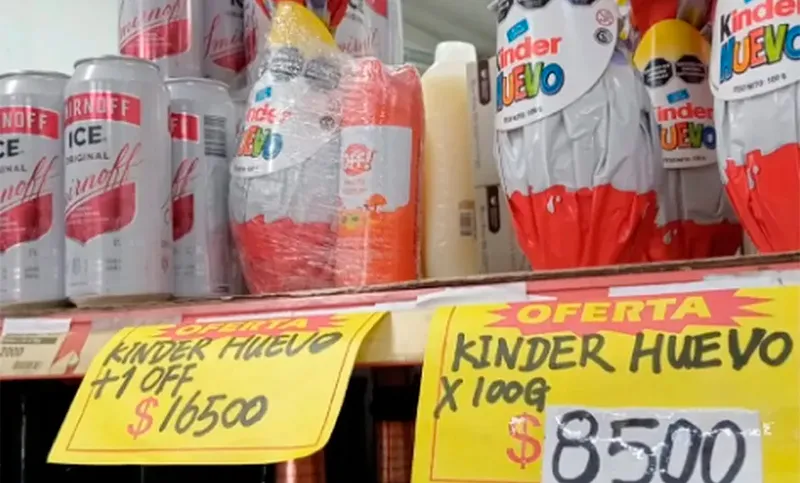 SMIRNOFF
ICE
ORIGINAL
Smirnoff
OFF!
Kinder
HUEVO
Kinder
HUEVO
Kinder
HUEVO
Kinder
HUEVO
OFERTA
KINDER HUEVO
+1 OFF
$16500
OFERTA
KINDER HUEVO
X 100G
$8500